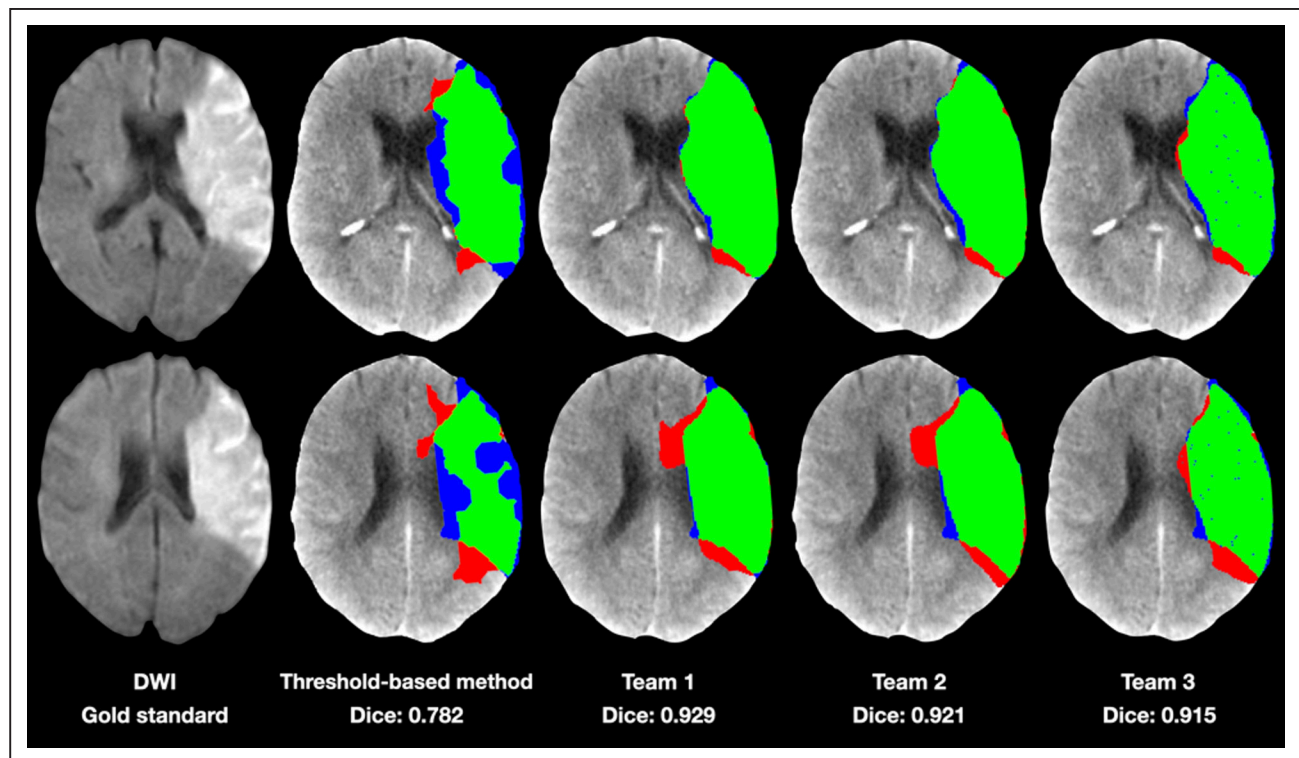 DWI
Gold standard
Threshold-based method
Dice: 0.782
Team 1
Dice: 0.929
Team 2
Dice: 0.921
Team 3
Dice: 0.915